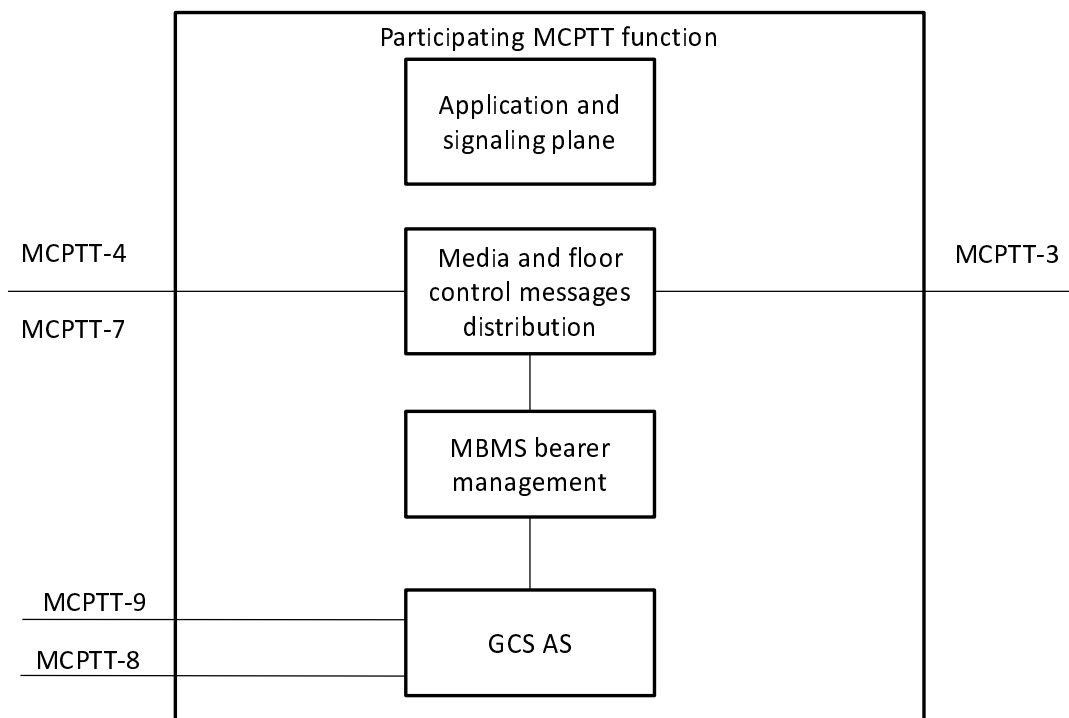 Participating MCPTT function
Application and
signaling plane
MCPTT-4
Media and floor
control messages
distribution
MCPTT-3
MCPTT-7
MBMS bearer
management
MCPTT-9
GCS AS
MCPTT-8